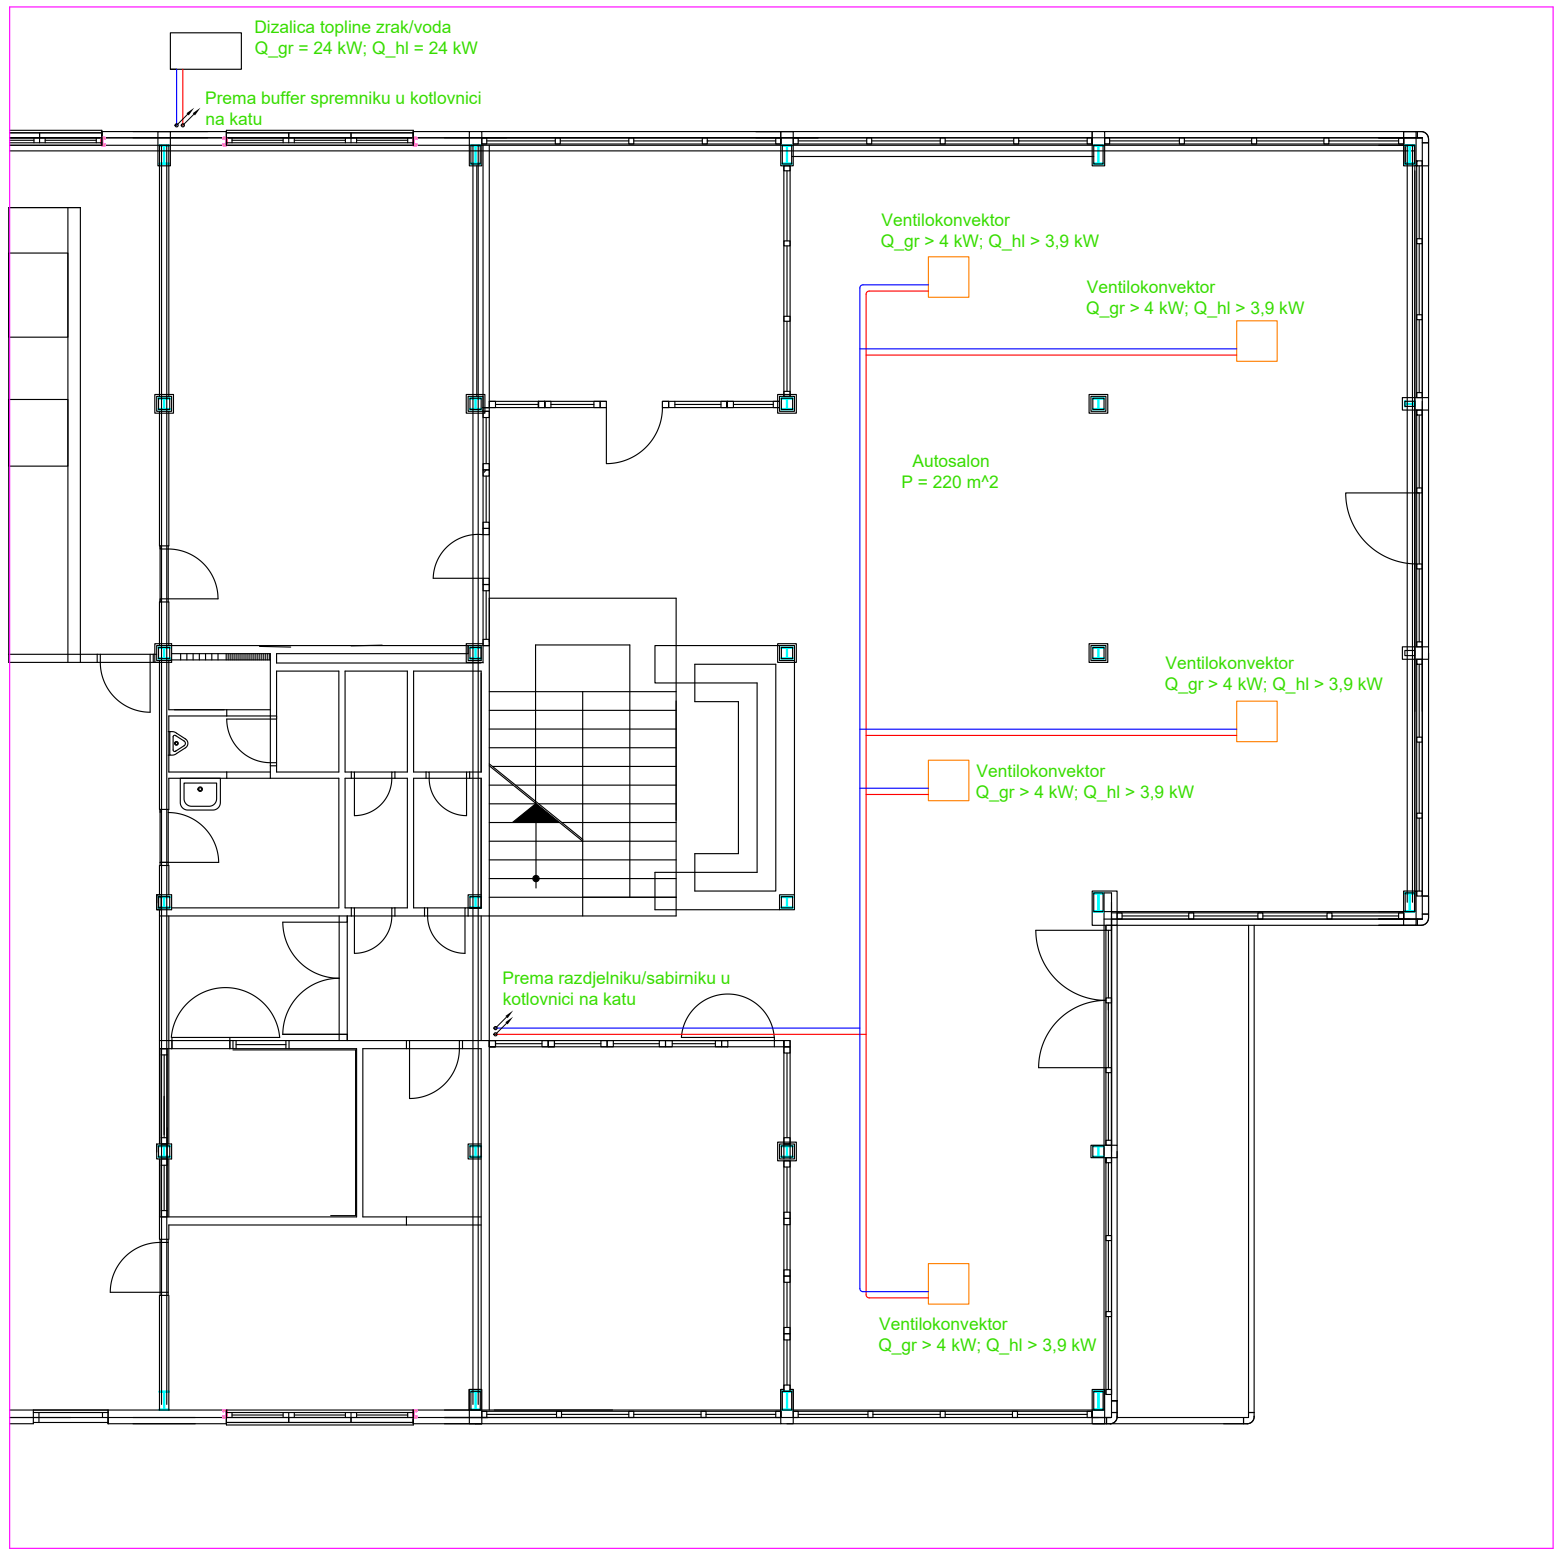 Dizalica topline zrak/voda
Q_gr = 24 kW; Q_hl = 24 kW
Prema buffer spremniku u kotlovnici
na katu
Ventilokonvektor
Q_gr > 4 kW; Q_hl > 3,9 kW
Ventilokonvektor
Q_gr > 4 kW; Q_hl > 3,9 kW
Autosalon
P = 220 m^2
Ventilokonvektor
Q_gr > 4 kW; Q_hl > 3,9 kW
Ventilokonvektor
Q_gr > 4 kW; Q_hl > 3,9 kW
Prema razdjelniku/sabirniku u
kotlovnici na katu
Ventilokonvektor
Q_gr > 4 kW; Q_hl > 3,9 kW